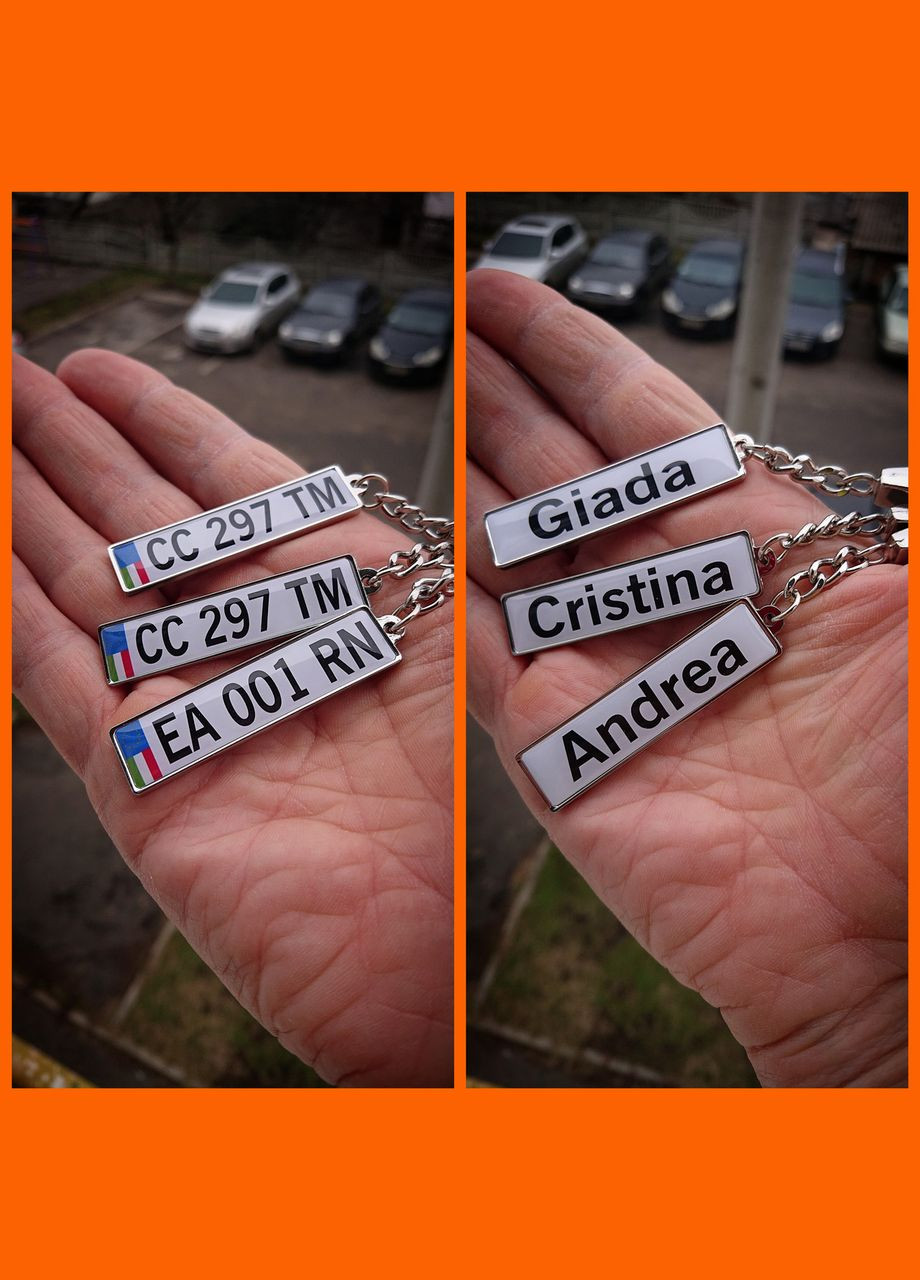 CC 297 TM
CC 297 TM
EA 001 RN
Giada
Cristina
Andrea